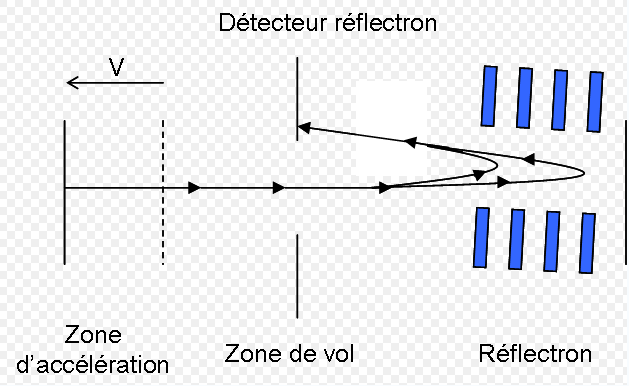 Détecteur réflectron
V
Zone
d'accélération
Zone de vol
Réflectron